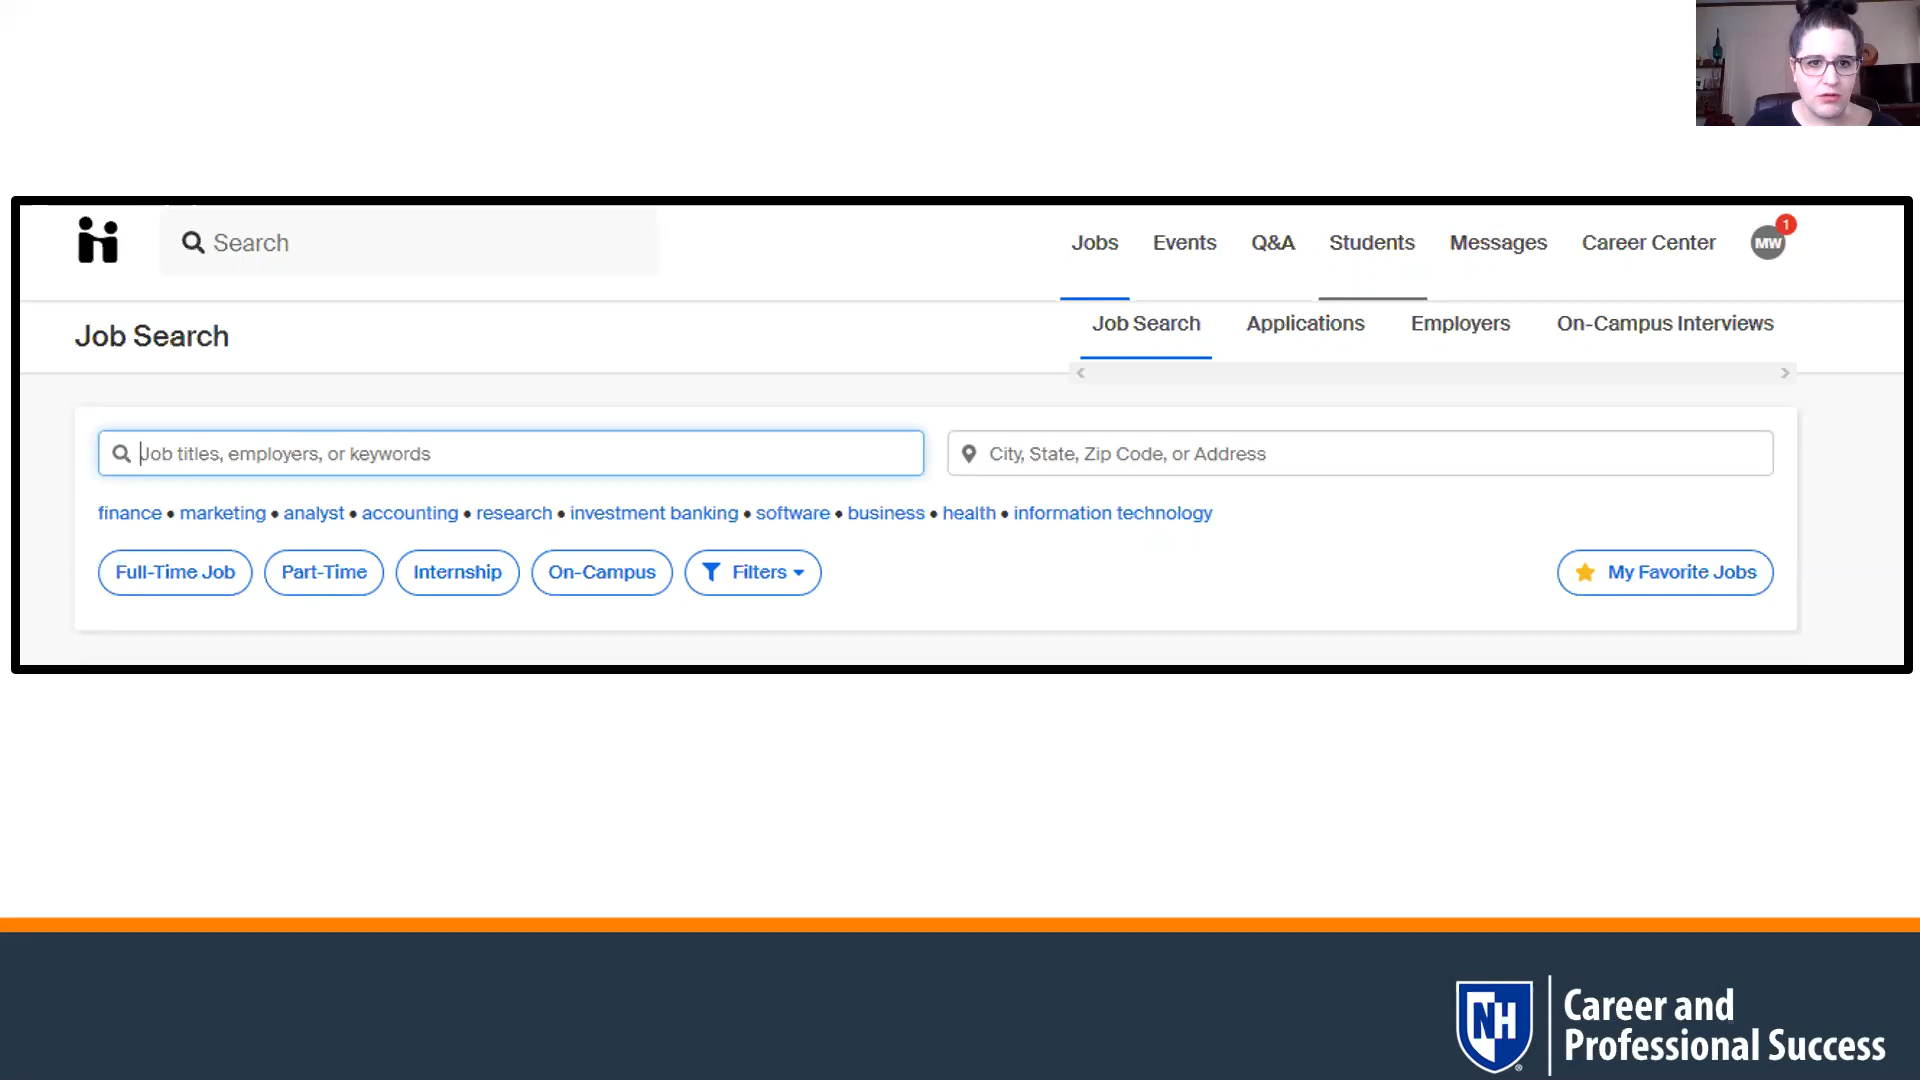 Search
Jobs Events Q&A Students Messages Career Center MW 1
Job Search
Job Search Applications Employers On-Campus Interviews
Job titles, employers, or keywords
City, State, Zip Code, or Address
finance • marketing • analyst • accounting • research • investment banking • software • business • health • information technology
Full-Time Job Part-Time Internship On-Campus Filters My Favorite Jobs
NH
Career and
Professional Success